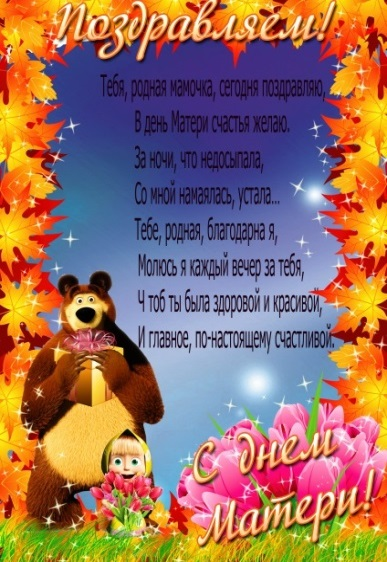 Поздравляем!
Тебя, родная мамочка, сегодня поздравляю,
В день Матери счастья желаю.
За ночи, что недосыпала,
Со мной намаялась, устала...
Тебе, родная, благодарна я,
Молюсь я каждый вечер за тебя,
Ч тоб ты была здоровой и красивой,
И главное, по-настоящему счастливой.
С днем
Матери!